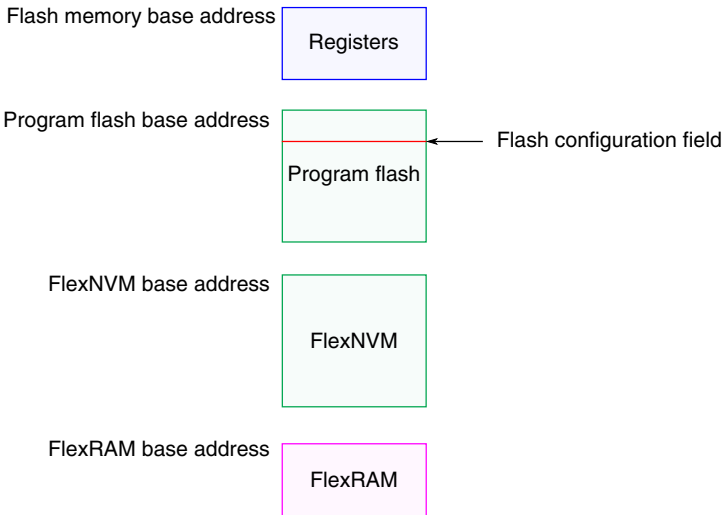 Flash memory base address
Registers
Program flash base address
Flash configuration field
Program flash
FlexNVM base address
FlexNVM
FlexRAM base address
FlexRAM